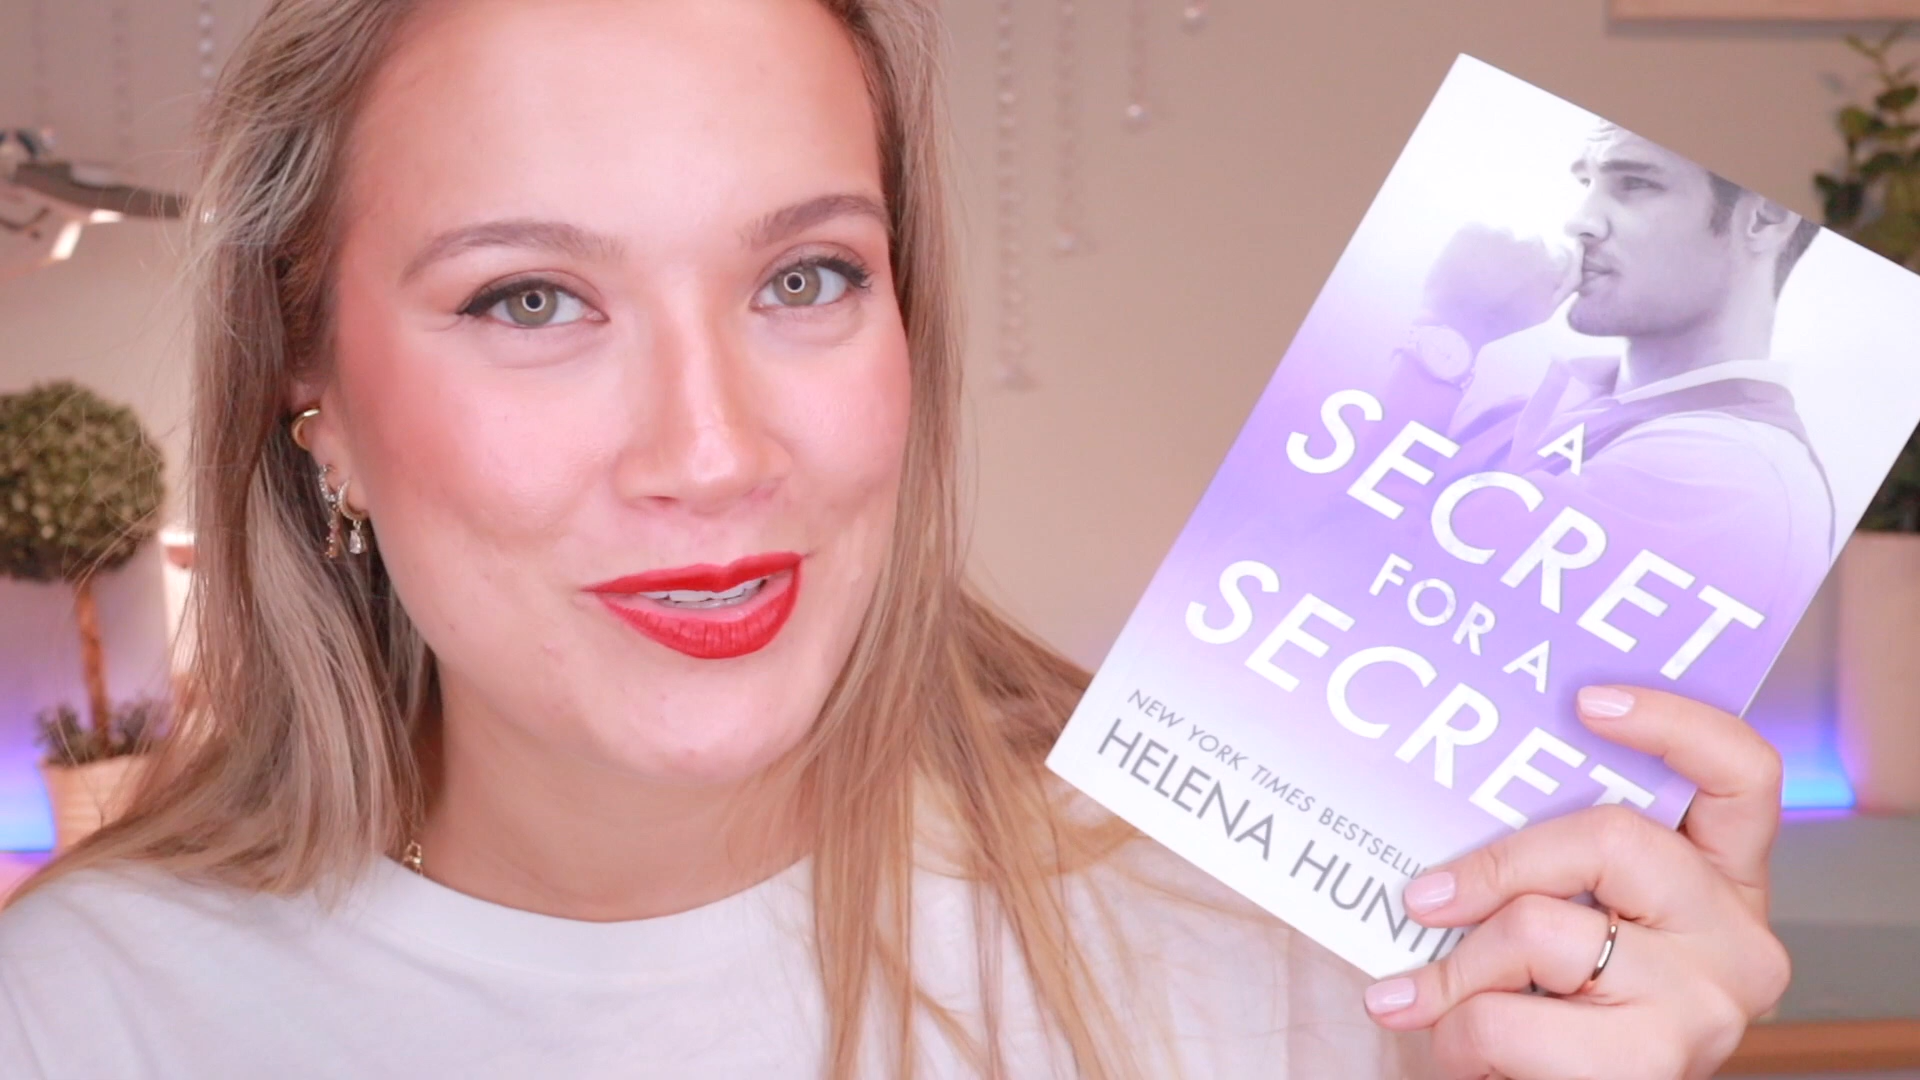 A
SECRET
FOR A
SECRET
NEW YORK TIMES
HELENA